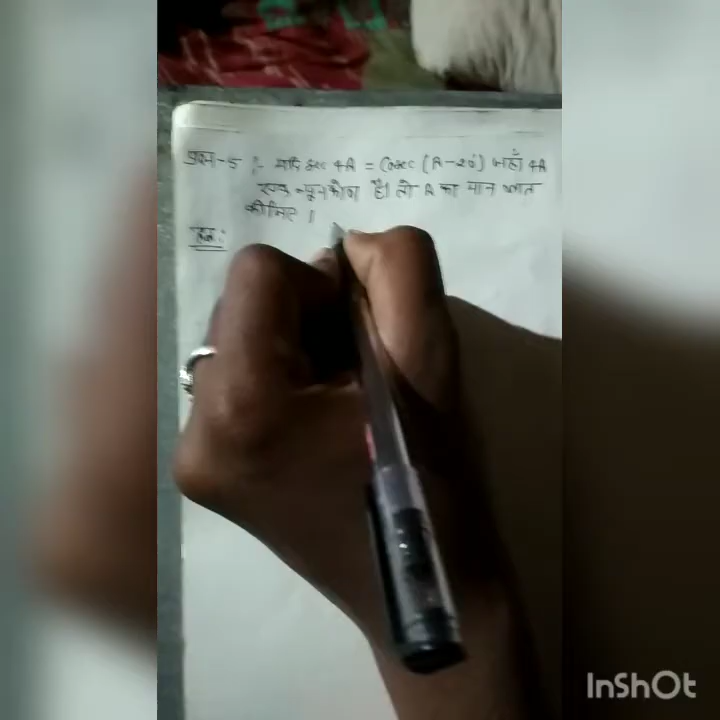 प्रश्न-5 :- यदि sec 4A = Cosec (A-20°) जहाँ 4A
एक न्यूनकोण है। तो A का मान ज्ञात
कीजिए ।
हल:
InShOt